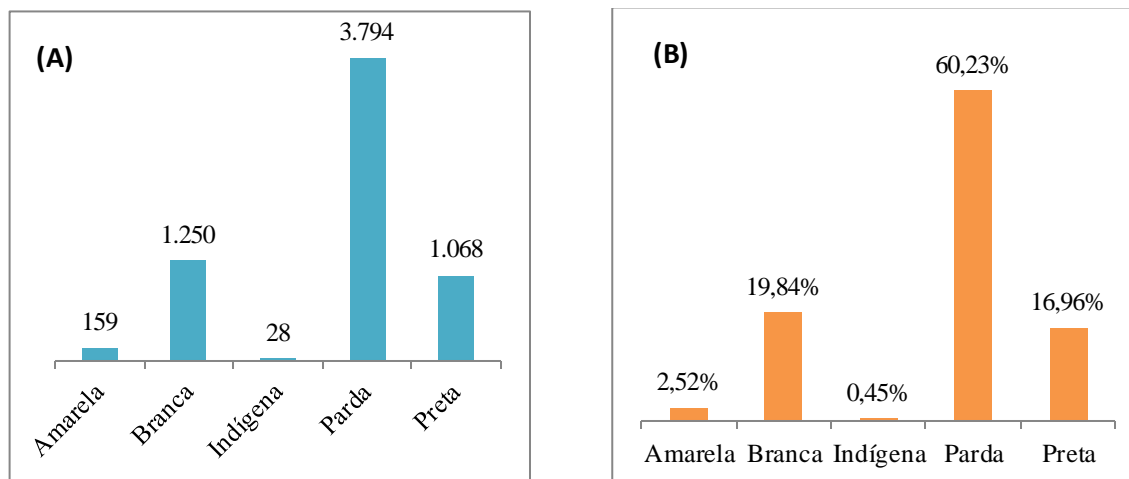 (A)
3.794
1.250
1.068
159
28
Amarela
Branca
Indígena
Parda
Preta
(B)
60,23%
19,84%
16,96%
2,52%
0,45%
Amarela Branca Indígena Parda Preta